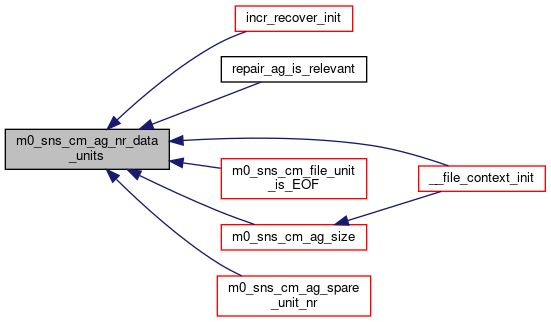 incr_recover_init
repair_ag_is_relevant
m0_sns_cm_ag_nr_data
_units
m0_sns_cm_file_unit
_is_EOF
__file_context_init
m0_sns_cm_ag_size
m0_sns_cm_ag_spare
_unit_nr